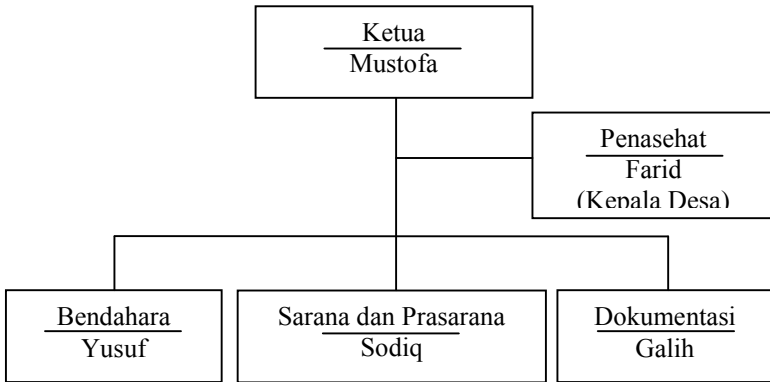 Ketua
Mustofa
Penasehat
Farid
(Kepala Desa)
Bendahara
Yusuf
Sarana dan Prasarana
Sodiq
Dokumentasi
Galih